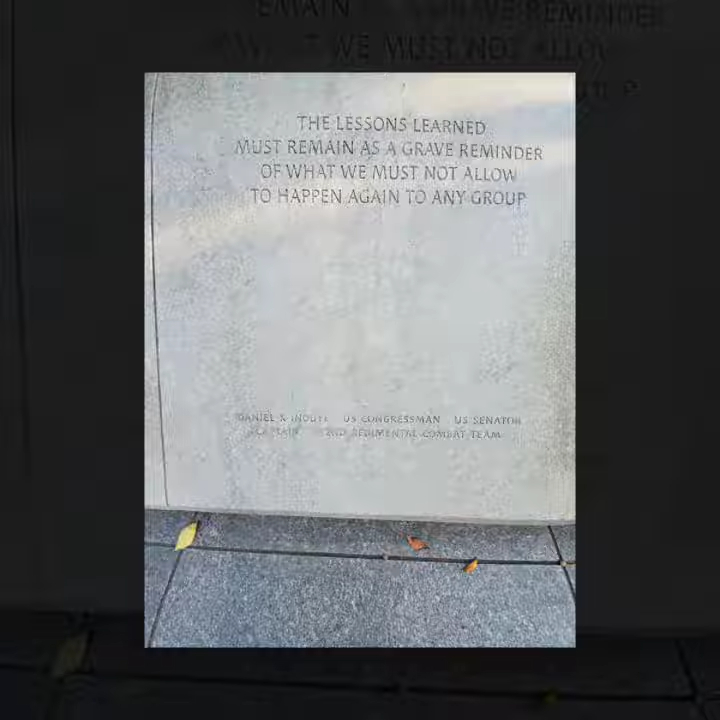 THE LESSONS LEARNED
MUST REMAIN AS A GRAVE REMINDER
OF WHAT WE MUST NOT ALLOW
TO HAPPEN AGAIN TO ANY GROUP
DANIEL K INOUYE US CONGRESSMAN US SENATOR
CAPTAIN REGIMENTAL COMBAT TEAM